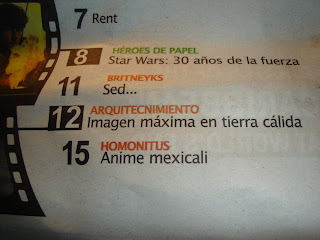 7 Rent
HÉROES DE PAPEL
8 Star Wars: 30 años de la fuerza
BRITNEYKS
11 Sed...
ARQUITECNIMIENTO
12 Imagen máxima en tierra cálida
HOMONITUS
15 Anime mexicali